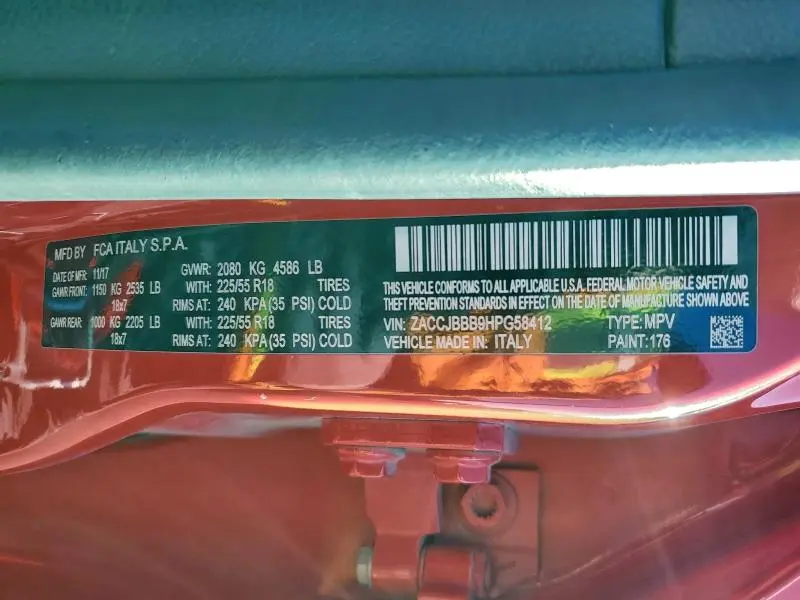 MFD BY FCA ITALY S.P.A.
DATE OF MFR: 11/17 GVWR: 2080 KG 4586 LB
GAWR FRONT: 1150 KG 2535 LB WITH: 225/55 R18 TIRES
18x7 RIMS AT: 240 KPA (35 PSI) COLD
GAWR REAR: 1000 KG 2205 LB WITH: 225/55 R18 TIRES
18x7 RIMS AT: 240 KPA (35 PSI) COLD
THIS VEHICLE CONFORMS TO ALL APPLICABLE U.S.A. FEDERAL MOTOR VEHICLE SAFETY AND
THEFT PREVENTION STANDARDS IN EFFECT ON THE DATE OF MANUFACTURE SHOWN ABOVE.
VIN: ZACCJBBB9HPG58412 TYPE: MPV
VEHICLE MADE IN: ITALY PAINT: 176